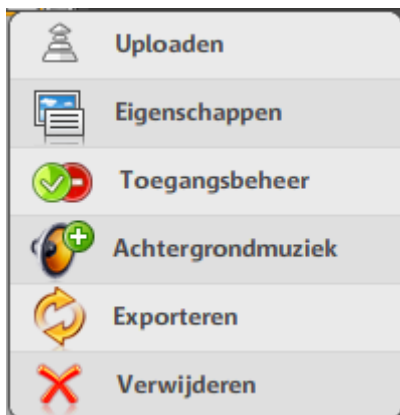 Uploaden
Eigenschappen
Toegangsbeheer
Achtergrondmuziek
Exporteren
Verwijderen